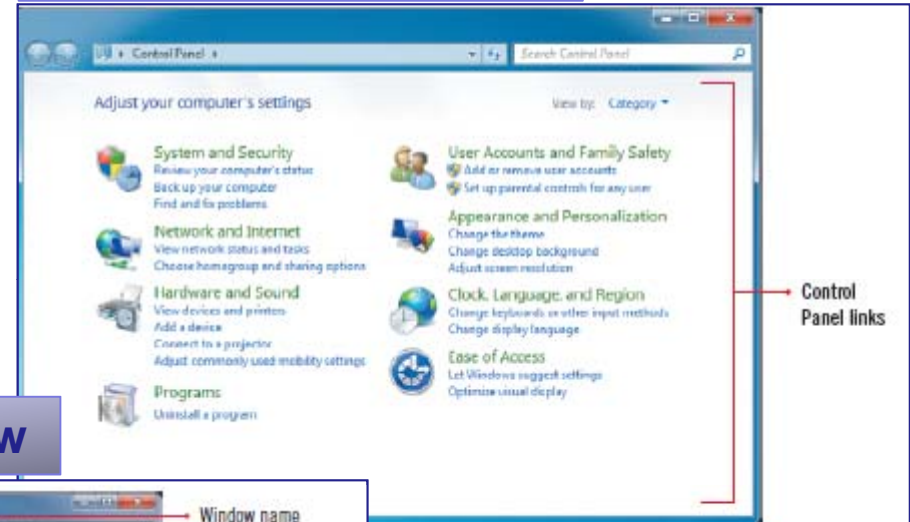 Control Panel
Search Control Panel
Adjust your computer's settings
View by: Category
System and Security
Review your computer's status
Back up your computer
Find and fix problems
Network and Internet
View network status and tasks
Choose homegroup and sharing options
Hardware and Sound
View devices and printers
Add a device
Connect to a projector
Adjust commonly used mobility settings
Programs
Uninstall a program
User Accounts and Family Safety
Add or remove user accounts
Set up parental controls for any user
Appearance and Personalization
Change the theme
Change desktop background
Adjust screen resolution
Clock, Language, and Region
Change keyboards or other input methods
Change display language
Ease of Access
Let Windows suggest settings
Optimize visual display
Control
Panel links
w
Window name